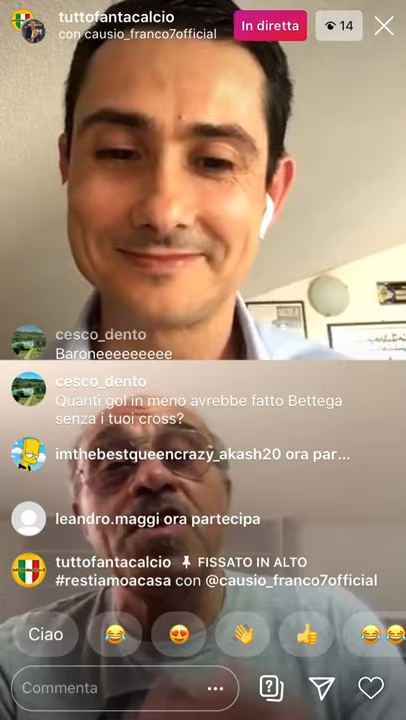 tuttofantacalcio
con causio_franco7official
In diretta
14
cesco_dento
Baroneeeeeeeee
cesco_dento
Quanti gol in meno avrebbe fatto Bettega
senza i tuoi cross?
imthebestqueencrazy_akash20 ora par...
leandro.maggi ora partecipa
tuttofantacalcio FISSATO IN ALTO
#restiamoacasa con @causio_franco7official
Ciao
Commenta